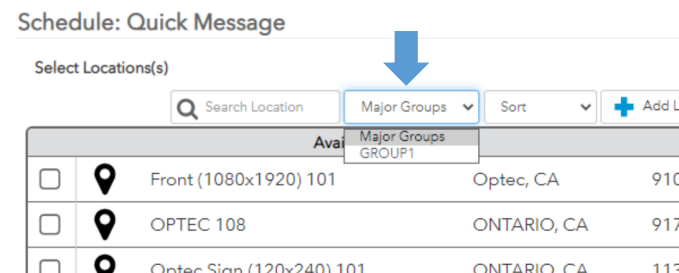 Schedule: Quick Message
Select Locations(s)
Search Location
Major Groups
Sort
Add L
Avai
Major Groups
GROUP1
Front (1080x1920) 101 Optec, CA 910
OPTEC 108 ONTARIO, CA 917
Optec Sign (120x240) 101 ONTARIO, CA 113